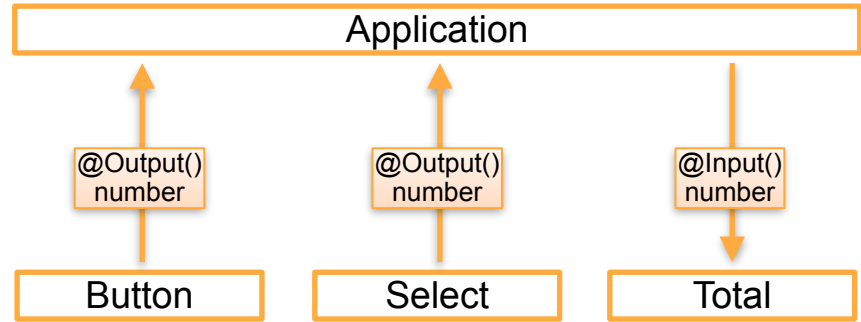 Application
@Output()
number
@Output()
number
@Input()
number
Button
Select
Total